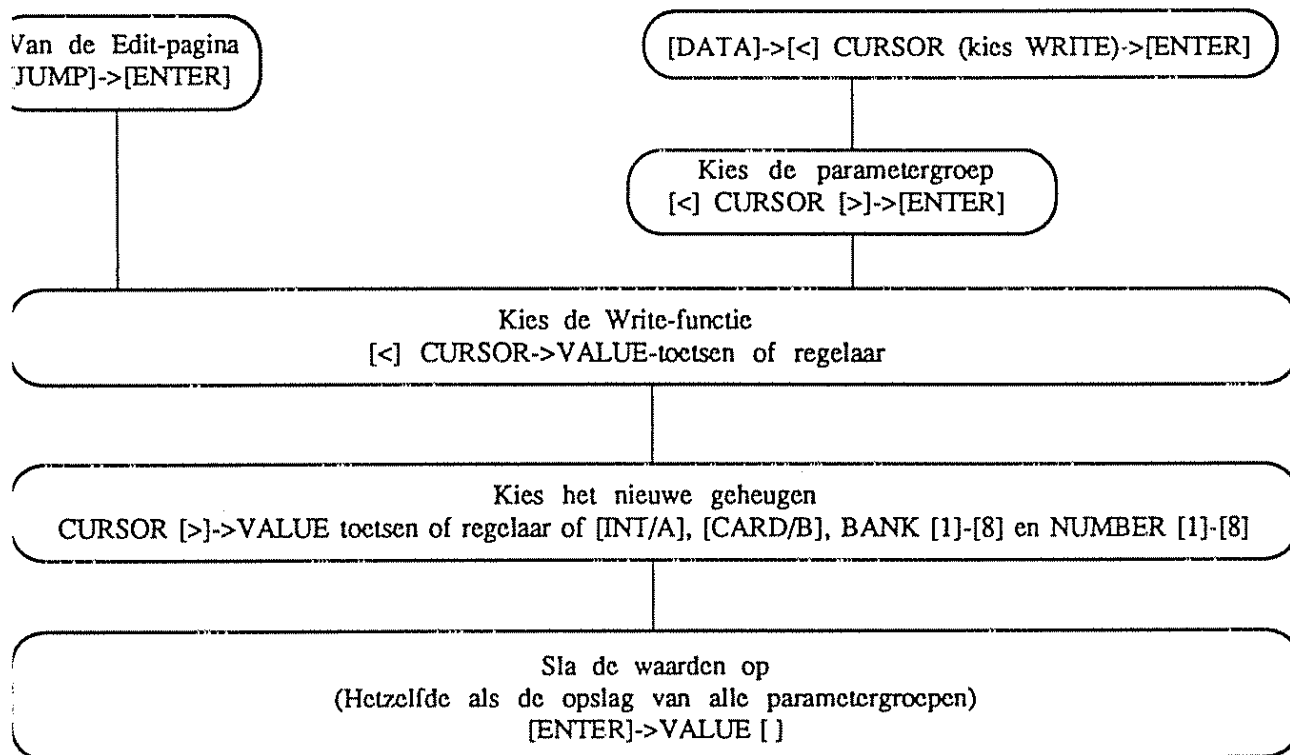 Van de Edit-pagina
[JUMP]->[ENTER]
[DATA]->[<] CURSOR (kies WRITE)->[ENTER]
Kies de parametergroep
[<] CURSOR [>]->[ENTER]
Kies de Write-functie
[<] CURSOR->VALUE-toetsen of regelaar
Kies het nieuwe geheugen
CURSOR [>]->VALUE toetsen of regelaar of [INT/A], [CARD/B], BANK [1]-[8] en NUMBER [1]-[8]
Sla de waarden op
(Hetzelfde als de opslag van alle parametergroepen)
[ENTER]->VALUE [ ]